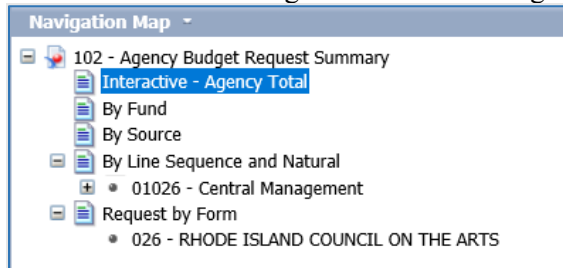 Navigation Map
102 - Agency Budget Request Summary
Interactive - Agency Total
By Fund
By Source
By Line Sequence and Natural
01026 - Central Management
Request by Form
026 - RHODE ISLAND COUNCIL ON THE ARTS